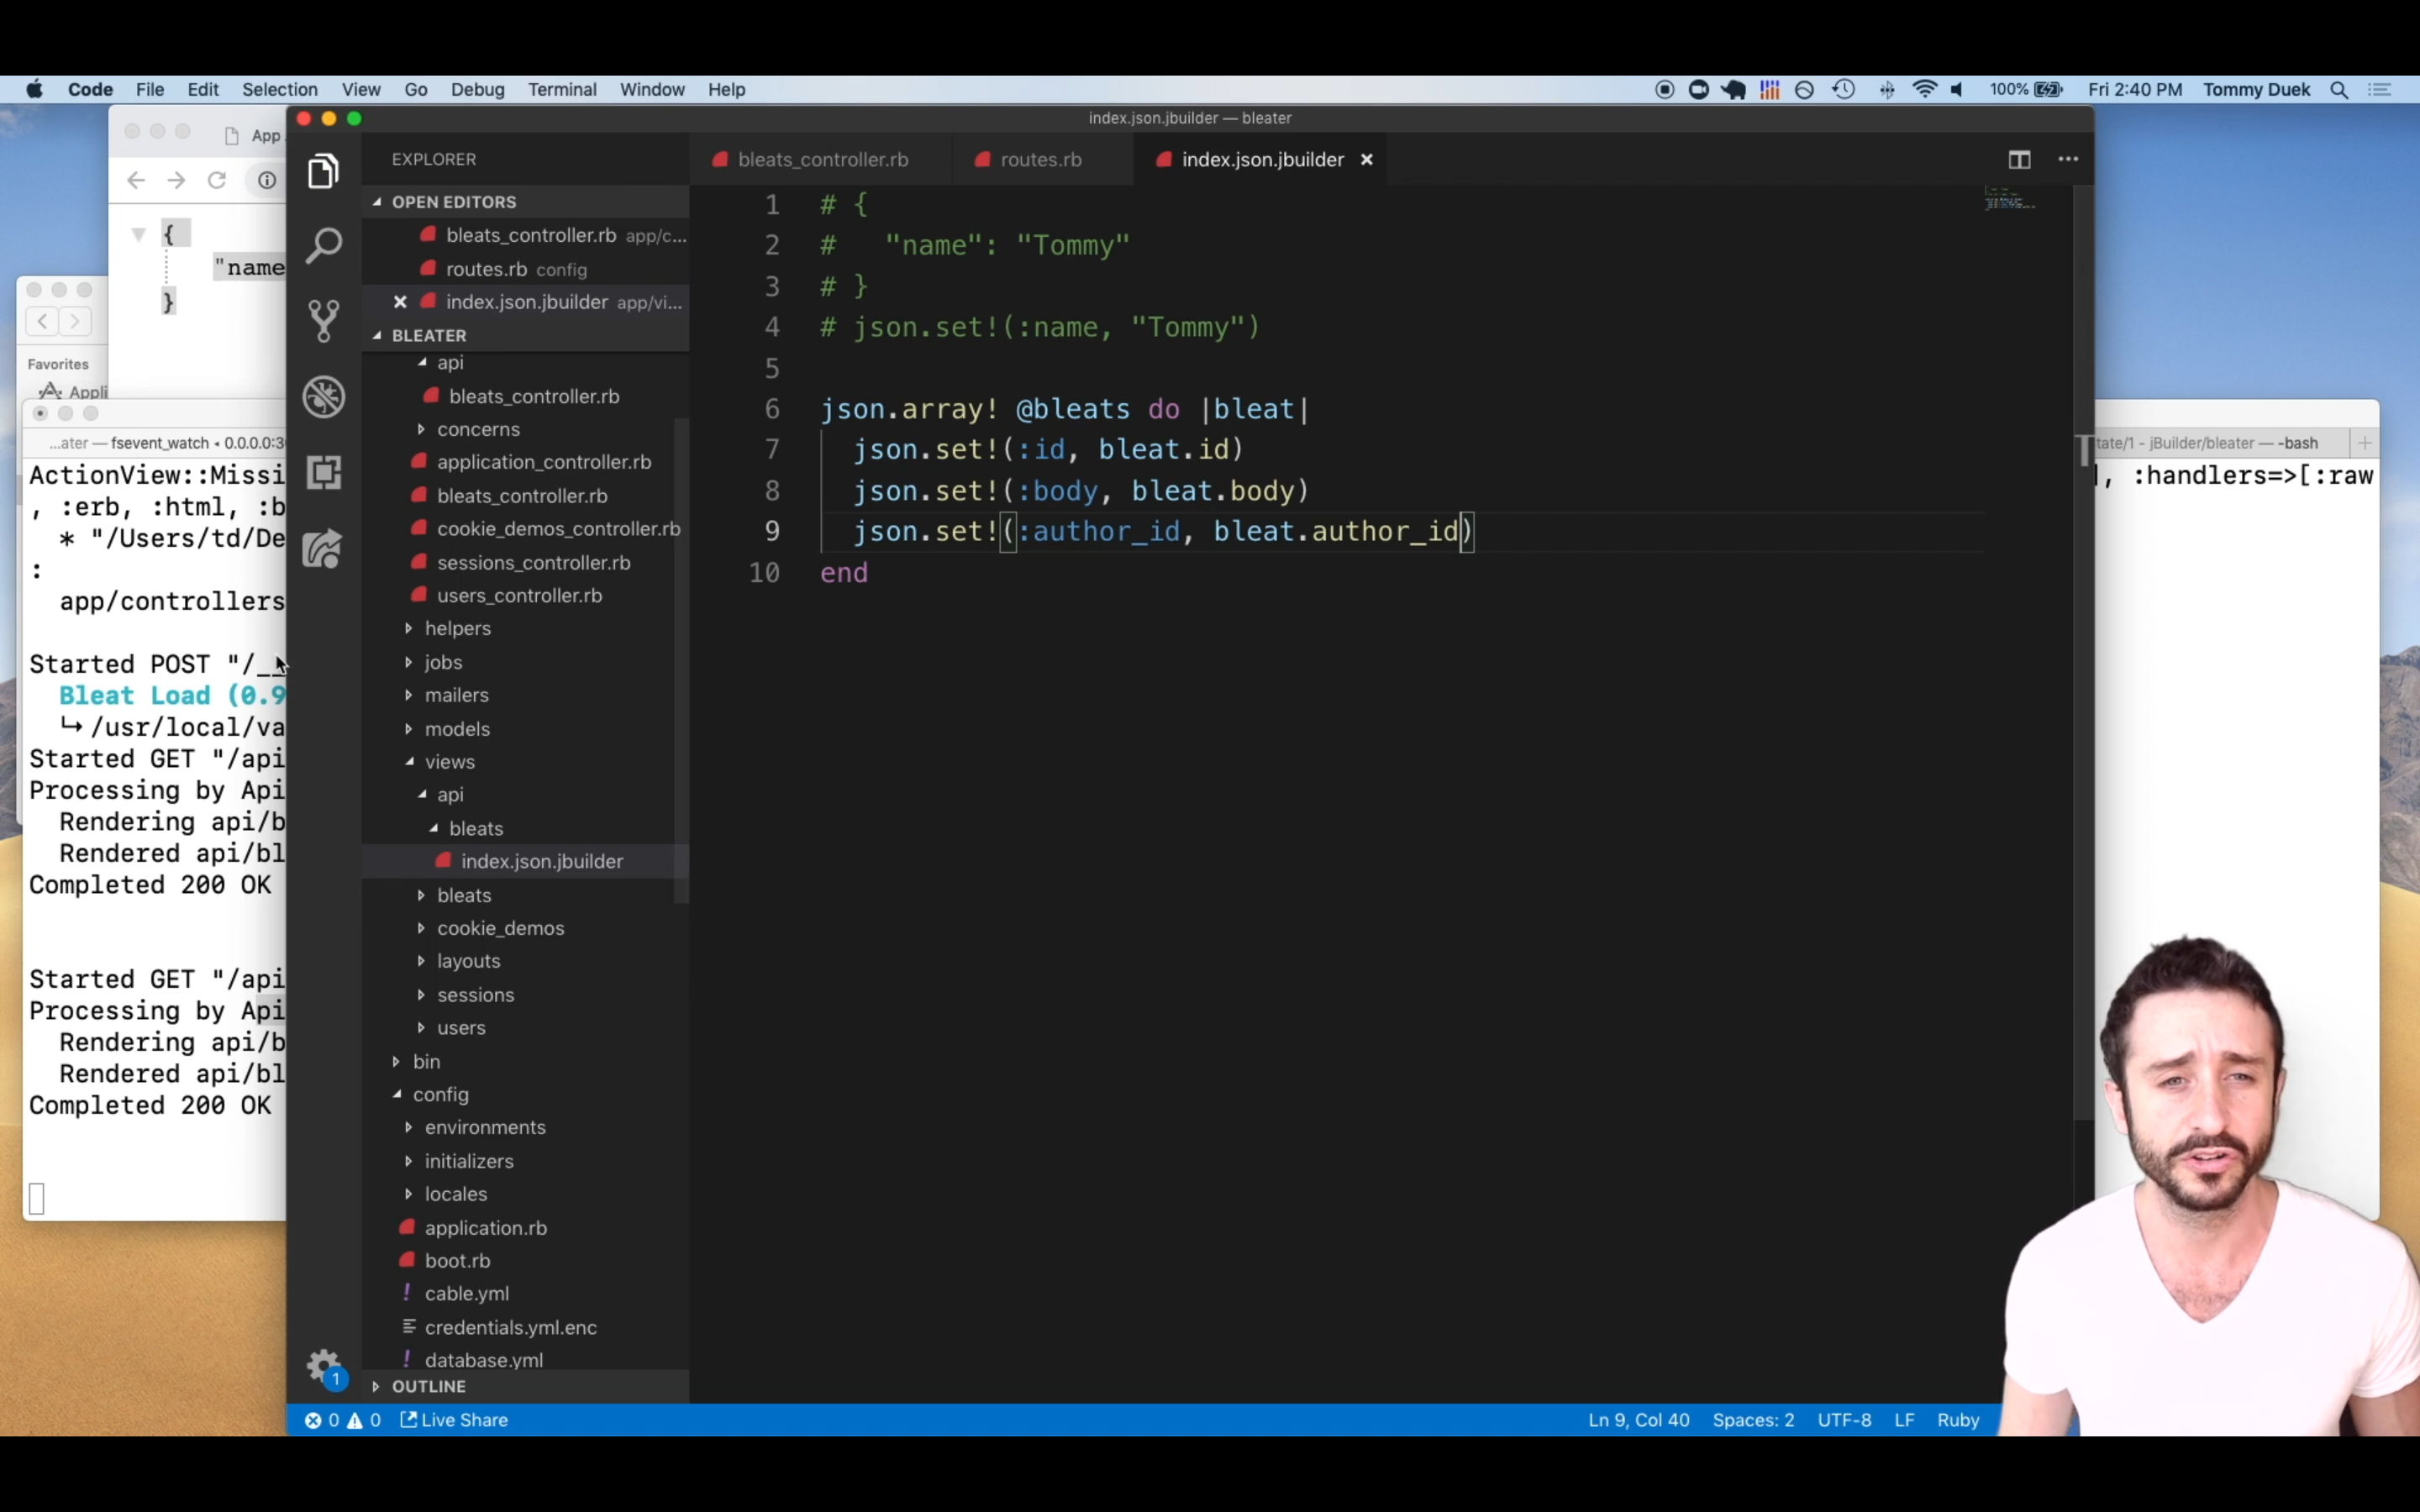 Code File Edit Selection View Go Debug Terminal Window Help
100% Fri 2:40 PM Tommy Duek
index.json.jbuilder — bleater
App
{
"name
}
Favorites
Appli
...ater — fsevent_watch ◂ 0.0.0.0:3
ActionView::Missi
, :erb, :html, :b
* "/Users/td/De
:
app/controllers
Started POST "/__
Bleat Load (0.9
↳ /usr/local/va
Started GET "/api
Processing by Api
Rendering api/b
Rendered api/bl
Completed 200 OK
Started GET "/api
Processing by Api
Rendering api/b
Rendered api/bl
Completed 200 OK
EXPLORER
OPEN EDITORS
bleats_controller.rb app/c...
routes.rb config
index.json.jbuilder app/vi...
BLEATER
api
bleats_controller.rb
concerns
application_controller.rb
bleats_controller.rb
cookie_demos_controller.rb
sessions_controller.rb
users_controller.rb
helpers
jobs
mailers
models
views
api
bleats
index.json.jbuilder
bleats
cookie_demos
layouts
sessions
users
bin
config
environments
initializers
locales
application.rb
boot.rb
! cable.yml
credentials.yml.enc
! database.yml
OUTLINE
1
bleats_controller.rb routes.rb index.json.jbuilder
1 # {
2 #   "name": "Tommy"
3 # }
4 # json.set!(:name, "Tommy")
5
6 json.array! @bleats do |bleat|
7   json.set!(:id, bleat.id)
8   json.set!(:body, bleat.body)
9   json.set!(:author_id, bleat.author_id)
10 end
tate/1 - jBuilder/bleater — -bash
, :handlers=>[:raw
0 0 Live Share
Ln 9, Col 40 Spaces: 2 UTF-8 LF Ruby